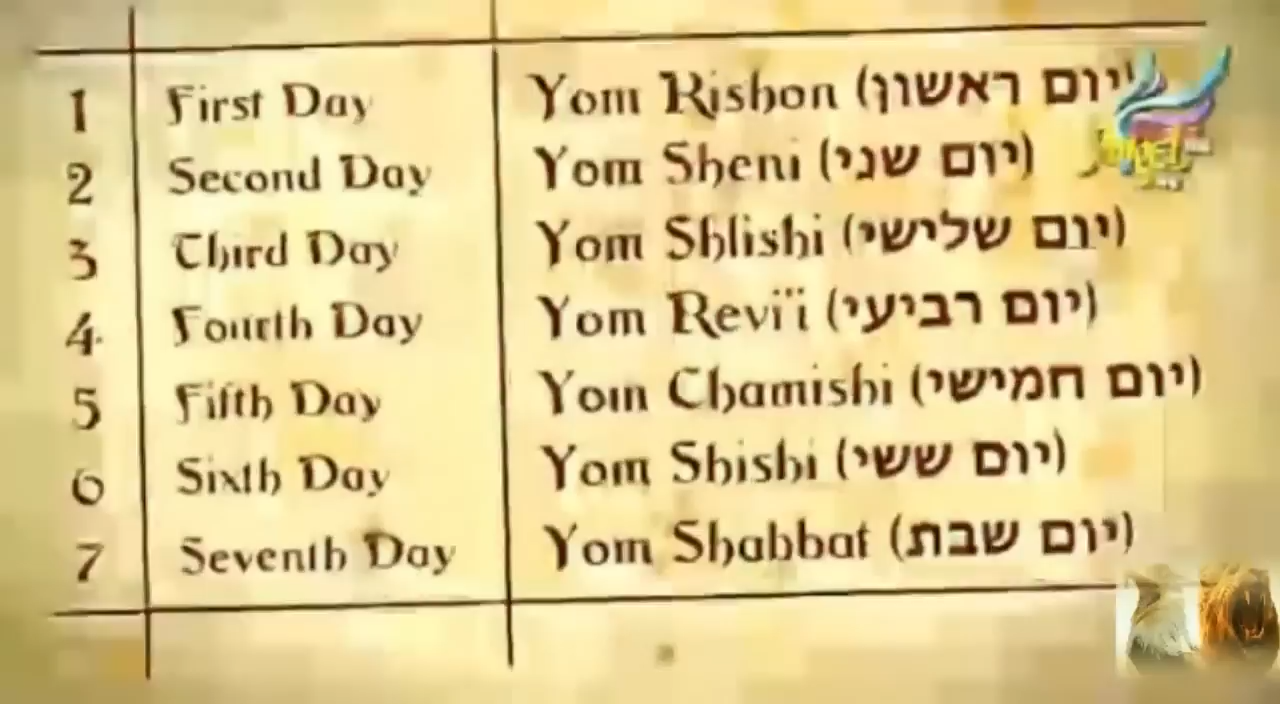 1 First Day Yom Rishon (יום ראשון)
2 Second Day Yom Sheni (יום שני)
3 Third Day Yom Shlishi (יום שלישי)
4 Fourth Day Yom Revi'i (יום רביעי)
5 Fifth Day Yom Chamishi (יום חמישי)
6 Sixth Day Yom Shishi (יום ששי)
7 Seventh Day Yom Shabbat (יום שבת)